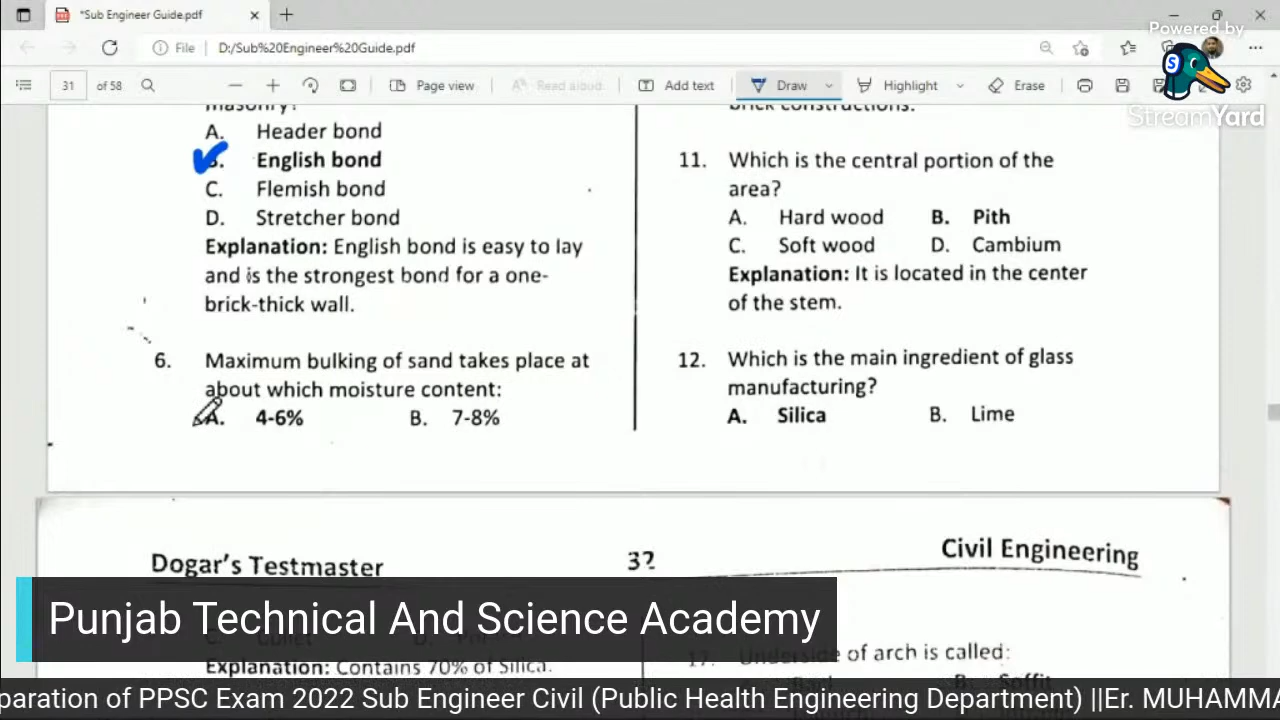 *Sub Engineer Guide.pdf
File
D:/Sub%20Engineer%20Guide.pdf
Powered by
31 of 58
Page view
Read aloud
Add text
Draw
Highlight
Erase
StreamYard
masonry?
A. Header bond
B. English bond
C. Flemish bond
D. Stretcher bond
Explanation: English bond is easy to lay
and is the strongest bond for a one-
brick-thick wall.
6. Maximum bulking of sand takes place at
about which moisture content:
A. 4-6% B. 7-8%
brick constructions.
11. Which is the central portion of the
area?
A. Hard wood B. Pith
C. Soft wood D. Cambium
Explanation: It is located in the center
of the stem.
12. Which is the main ingredient of glass
manufacturing?
A. Silica B. Lime
Dogar's Testmaster 32 Civil Engineering
Explanation: Contains 70% of Silica.
17. Underside of arch is called:
B. Soffit
Punjab Technical And Science Academy
paration of PPSC Exam 2022 Sub Engineer Civil (Public Health Engineering Department) ||Er. MUHAMMA